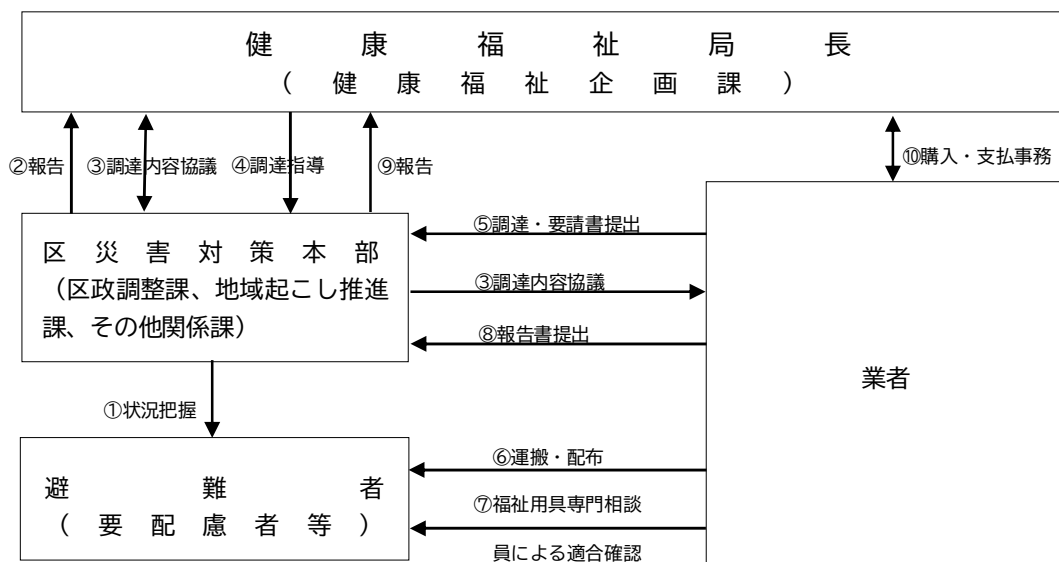 健康福祉局長
(健康福祉企画課)
②報告
③調達内容協議
④調達指導
⑨報告
⑩購入・支払事務
区災害対策本部
(区政調整課、地域起こし推進
課、その他関係課)
⑤調達・要請書提出
③調達内容協議
⑧報告書提出
業者
①状況把握
避難者
(要配慮者等)
⑥運搬・配布
⑦福祉用具専門相談
員による適合確認